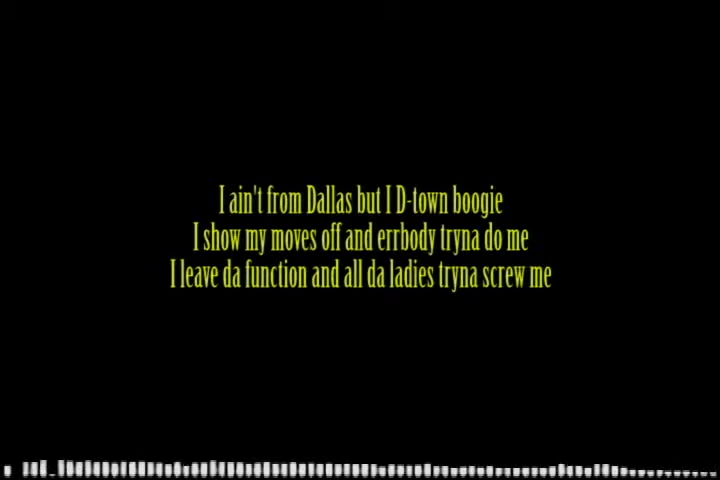 I ain't from Dallas but I D-town boogie
I show my moves off and errbody tryna do me
I leave da function and all da ladies tryna screw me